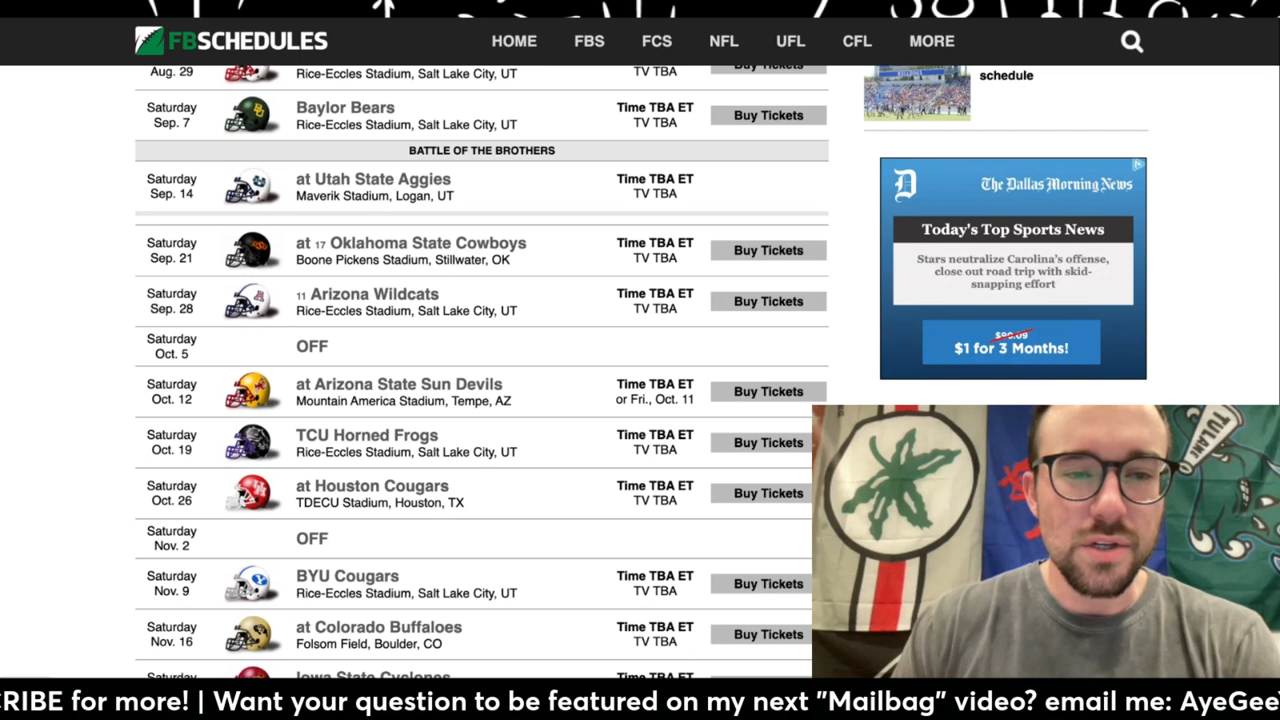 FBSCHEDULES
HOME FBS FCS NFL UFL CFL MORE
Aug. 29
Rice-Eccles Stadium, Salt Lake City, UT
TV TBA
Buy Tickets
schedule
Saturday
Sep. 7
Baylor Bears
Rice-Eccles Stadium, Salt Lake City, UT
Time TBA ET
TV TBA
Buy Tickets
BATTLE OF THE BROTHERS
Saturday
Sep. 14
at Utah State Aggies
Maverik Stadium, Logan, UT
Time TBA ET
TV TBA
Saturday
Sep. 21
at 17 Oklahoma State Cowboys
Boone Pickens Stadium, Stillwater, OK
Time TBA ET
TV TBA
Buy Tickets
Saturday
Sep. 28
11 Arizona Wildcats
Rice-Eccles Stadium, Salt Lake City, UT
Time TBA ET
TV TBA
Buy Tickets
Saturday
Oct. 5
OFF
Saturday
Oct. 12
at Arizona State Sun Devils
Mountain America Stadium, Tempe, AZ
Time TBA ET
or Fri., Oct. 11
Buy Tickets
Saturday
Oct. 19
TCU Horned Frogs
Rice-Eccles Stadium, Salt Lake City, UT
Time TBA ET
TV TBA
Buy Tickets
Saturday
Oct. 26
at Houston Cougars
TDECU Stadium, Houston, TX
Time TBA ET
TV TBA
Buy Tickets
Saturday
Nov. 2
OFF
Saturday
Nov. 9
BYU Cougars
Rice-Eccles Stadium, Salt Lake City, UT
Time TBA ET
TV TBA
Buy Tickets
Saturday
Nov. 16
at Colorado Buffaloes
Folsom Field, Boulder, CO
Time TBA ET
TV TBA
Buy Tickets
Iowa State Cyclones
D
The Dallas Morning News
Today's Top Sports News
Stars neutralize Carolina's offense,
close out road trip with skid-
snapping effort
$1 for 3 Months!
TULANE
CRIBE for more! | Want your question to be featured on my next "Mailbag" video? email me: AyeGee